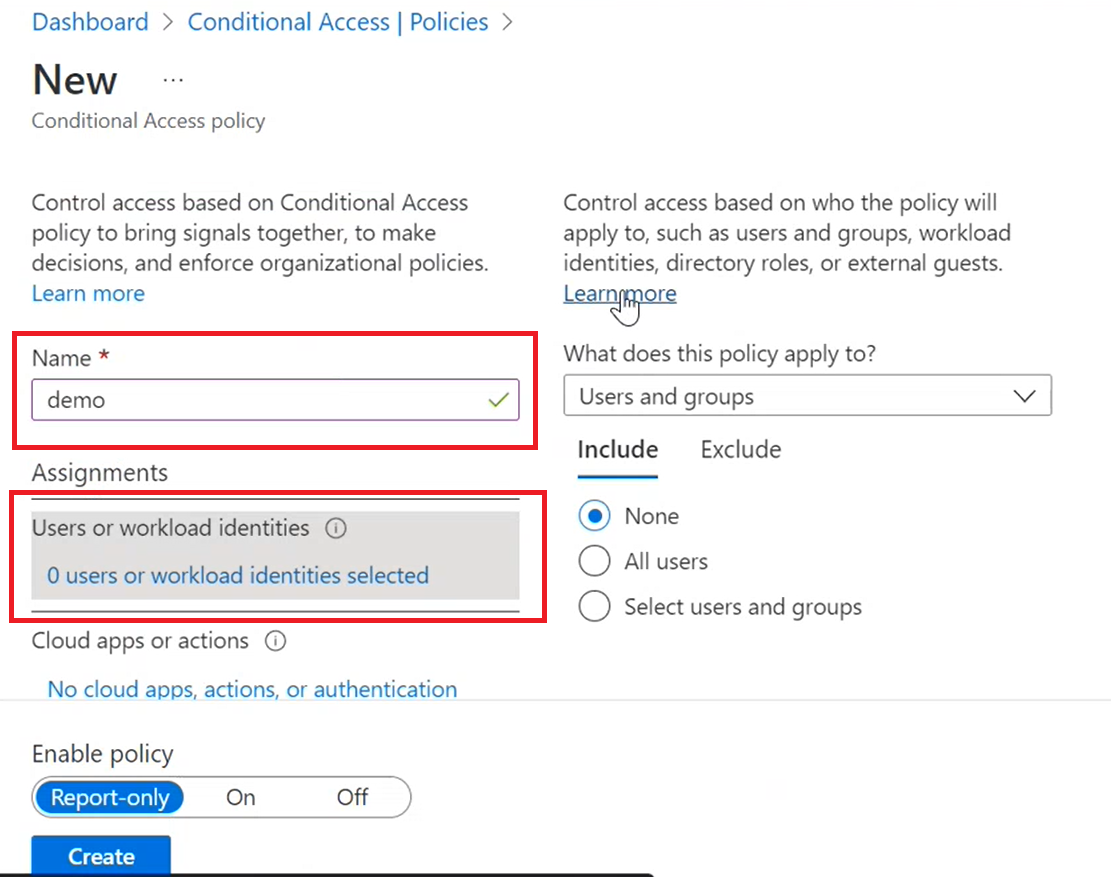 Dashboard > Conditional Access | Policies >
New ...
Conditional Access policy
Control access based on Conditional Access
policy to bring signals together, to make
decisions, and enforce organizational policies.
Learn more
Name *
demo
Assignments
Users or workload identities
0 users or workload identities selected
Cloud apps or actions
No cloud apps, actions, or authentication
Control access based on who the policy will
apply to, such as users and groups, workload
identities, directory roles, or external guests.
Learn more
What does this policy apply to?
Users and groups
Include Exclude
None
All users
Select users and groups
Enable policy
Report-only On Off
Create